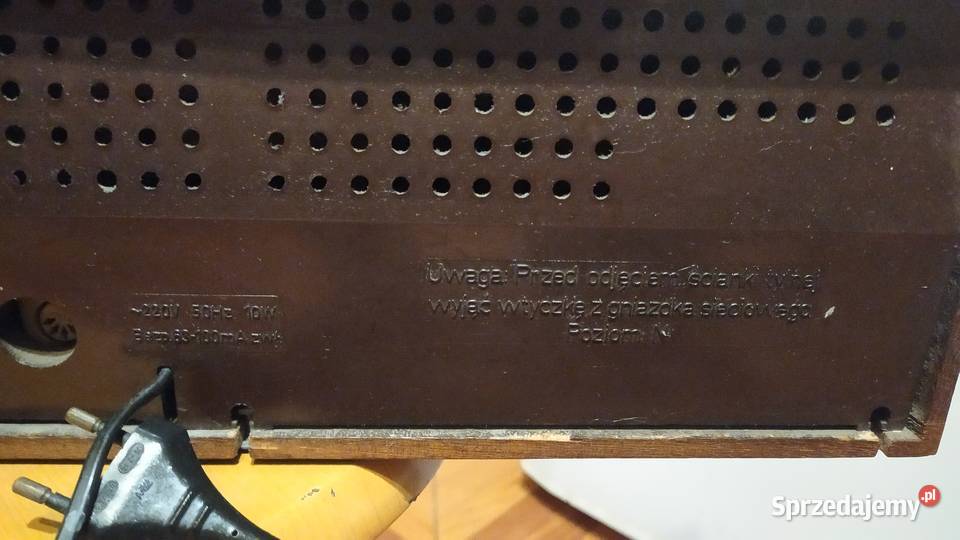 ~220V 50Hz 10W
Bezp. 63-100mA zwł.
Uwaga: Przed odjęciem ścianki tylnej
wyjąć wtyczkę z gniazdka sieciowego
Poziom: N
Sprzedajemy.pl